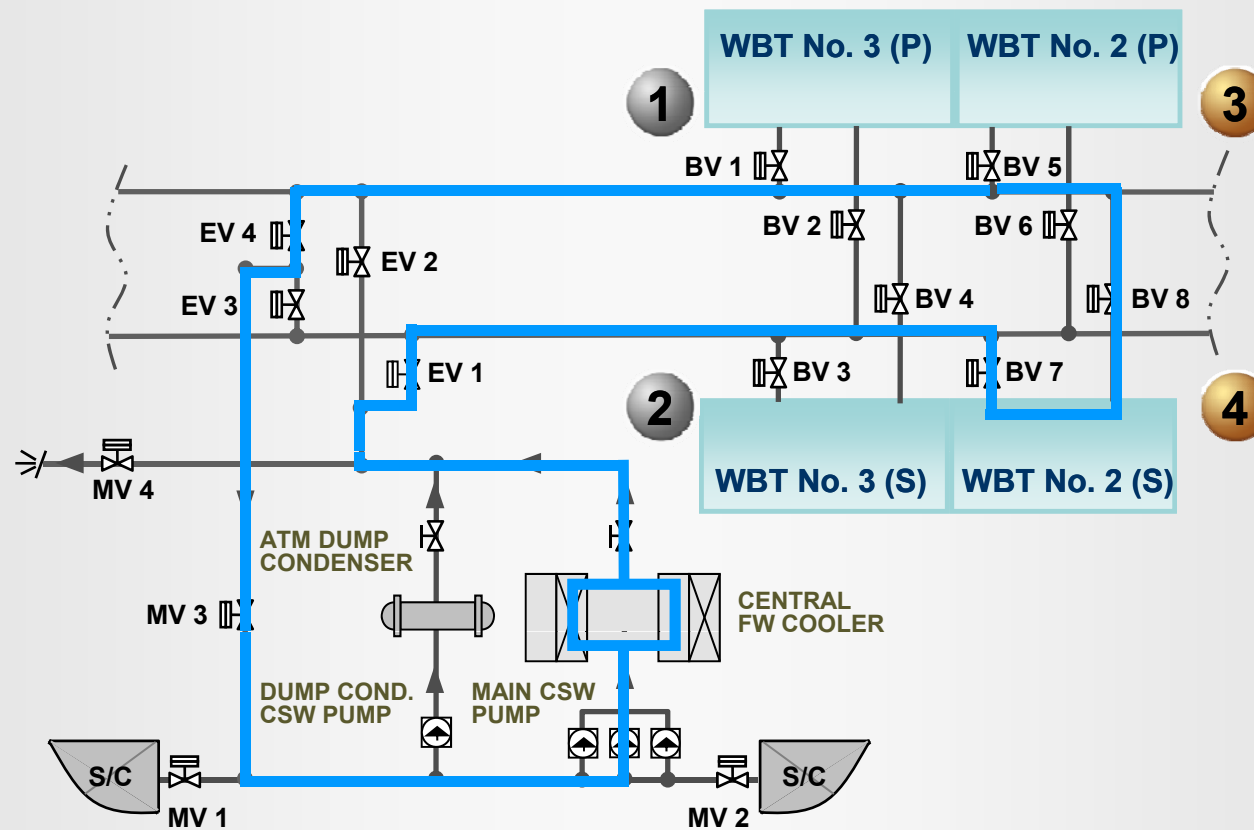 WBT No. 3 (P)
WBT No. 2 (P)
1
3
BV 1
BV 5
EV 4
EV 2
BV 2
BV 6
EV 3
BV 4
BV 8
EV 1
BV 3
BV 7
2
4
WBT No. 3 (S)
WBT No. 2 (S)
MV 4
ATM DUMP
CONDENSER
MV 3
CENTRAL
FW COOLER
DUMP COND.
CSW PUMP
MAIN CSW
PUMP
S/C
S/C
MV 1
MV 2